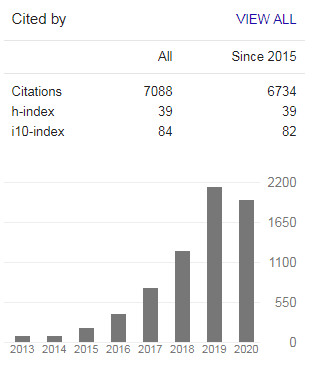 Cited by VIEW ALL
All Since 2015
Citations 7088 6734
h-index 39 39
i10-index 84 82
2200
1650
1100
550
0
2013 2014 2015 2016 2017 2018 2019 2020